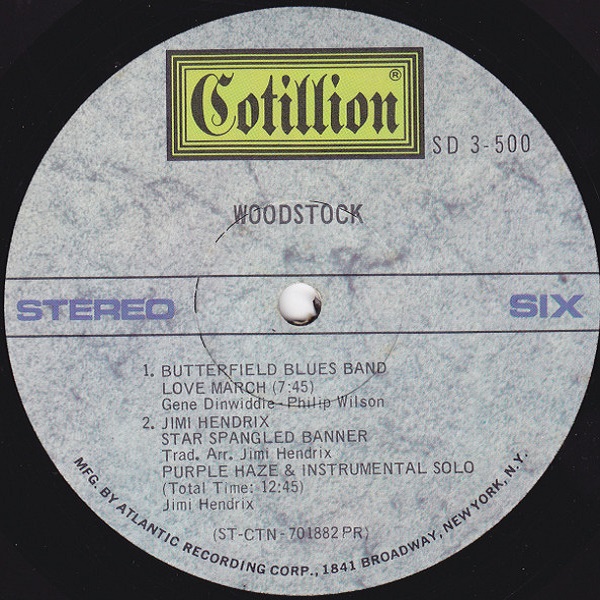 Cotillion®
SD 3-500
WOODSTOCK
STEREO
SIX
1. BUTTERFIELD BLUES BAND
LOVE MARCH (7:45)
Gene Dinwiddie - Philip Wilson
2. JIMI HENDRIX
STAR SPANGLED BANNER
Trad. Arr. Jimi Hendrix
PURPLE HAZE & INSTRUMENTAL SOLO
(Total Time: 12:45)
Jimi Hendrix
(ST-CTN-701882 PR)
MFG. BY ATLANTIC RECORDING CORP., 1841 BROADWAY, NEW YORK, N.Y.